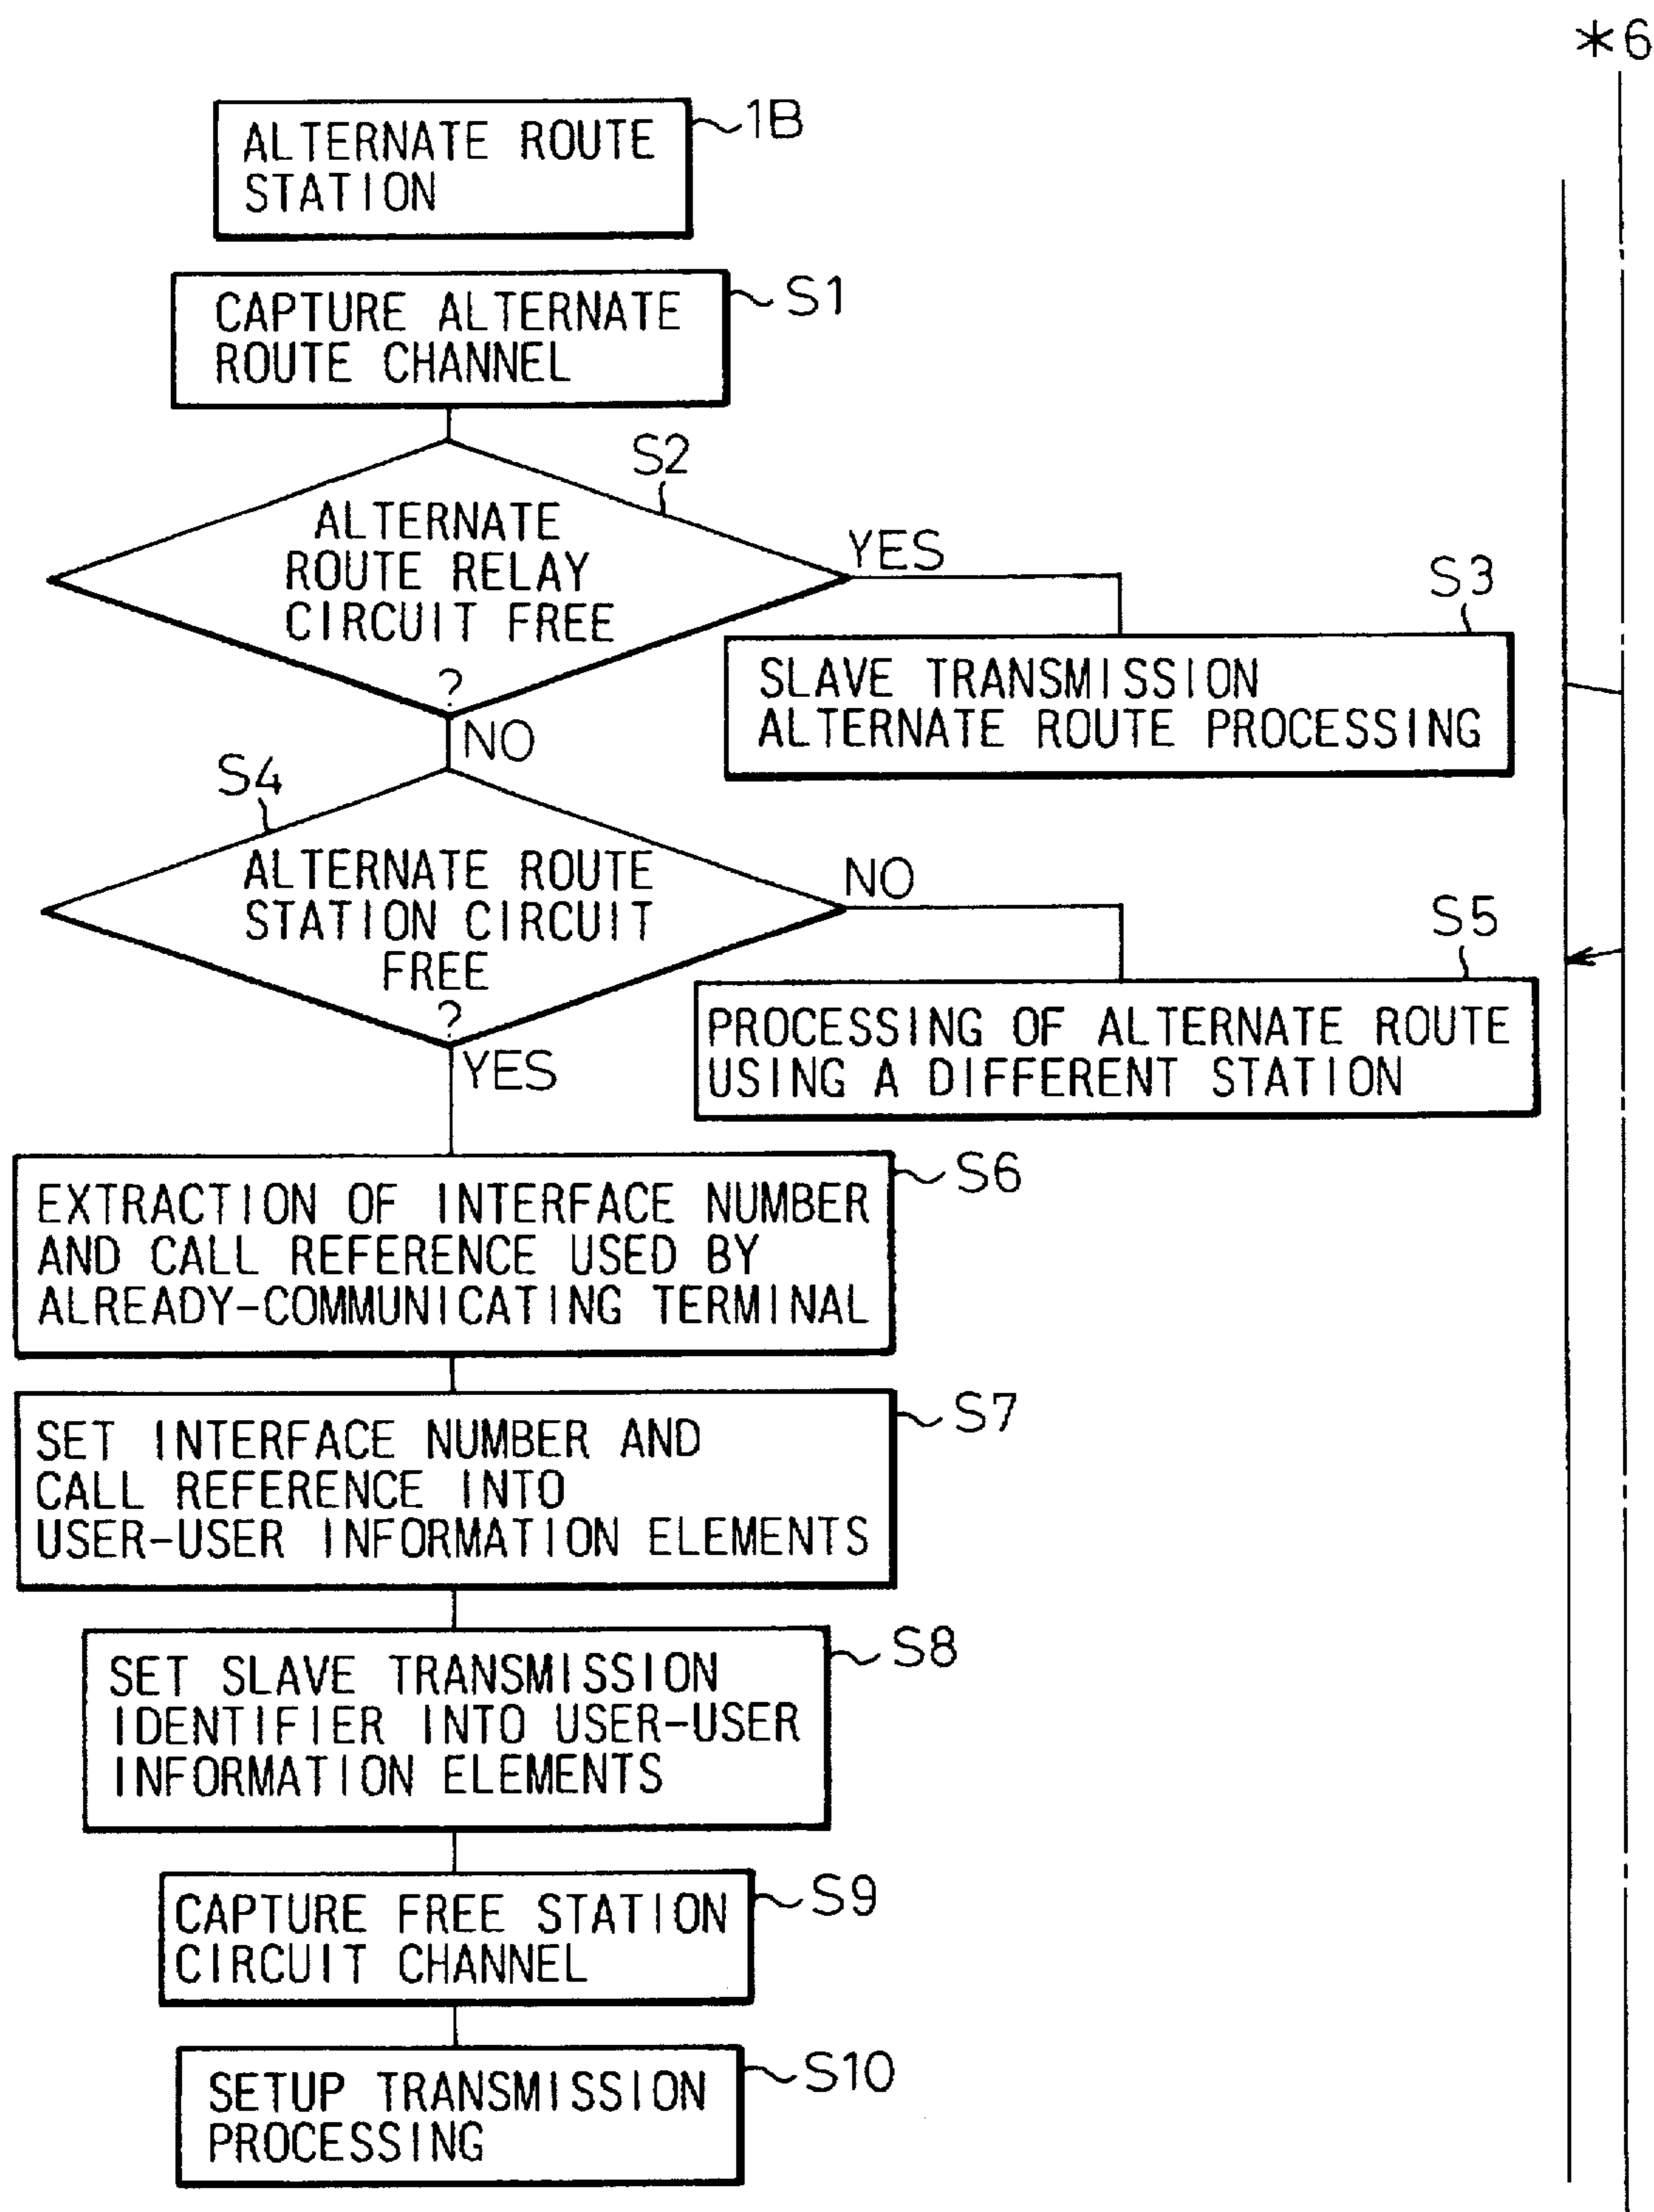 *6
1B
ALTERNATE ROUTE
STATION
S1
CAPTURE ALTERNATE
ROUTE CHANNEL
S2
ALTERNATE
ROUTE RELAY
CIRCUIT FREE
?
YES
NO
S3
SLAVE TRANSMISSION
ALTERNATE ROUTE PROCESSING
S4
ALTERNATE ROUTE
STATION CIRCUIT
FREE
?
NO
YES
S5
PROCESSING OF ALTERNATE ROUTE
USING A DIFFERENT STATION
S6
EXTRACTION OF INTERFACE NUMBER
AND CALL REFERENCE USED BY
ALREADY-COMMUNICATING TERMINAL
S7
SET INTERFACE NUMBER AND
CALL REFERENCE INTO
USER-USER INFORMATION ELEMENTS
S8
SET SLAVE TRANSMISSION
IDENTIFIER INTO USER-USER
INFORMATION ELEMENTS
S9
CAPTURE FREE STATION
CIRCUIT CHANNEL
S10
SETUP TRANSMISSION
PROCESSING